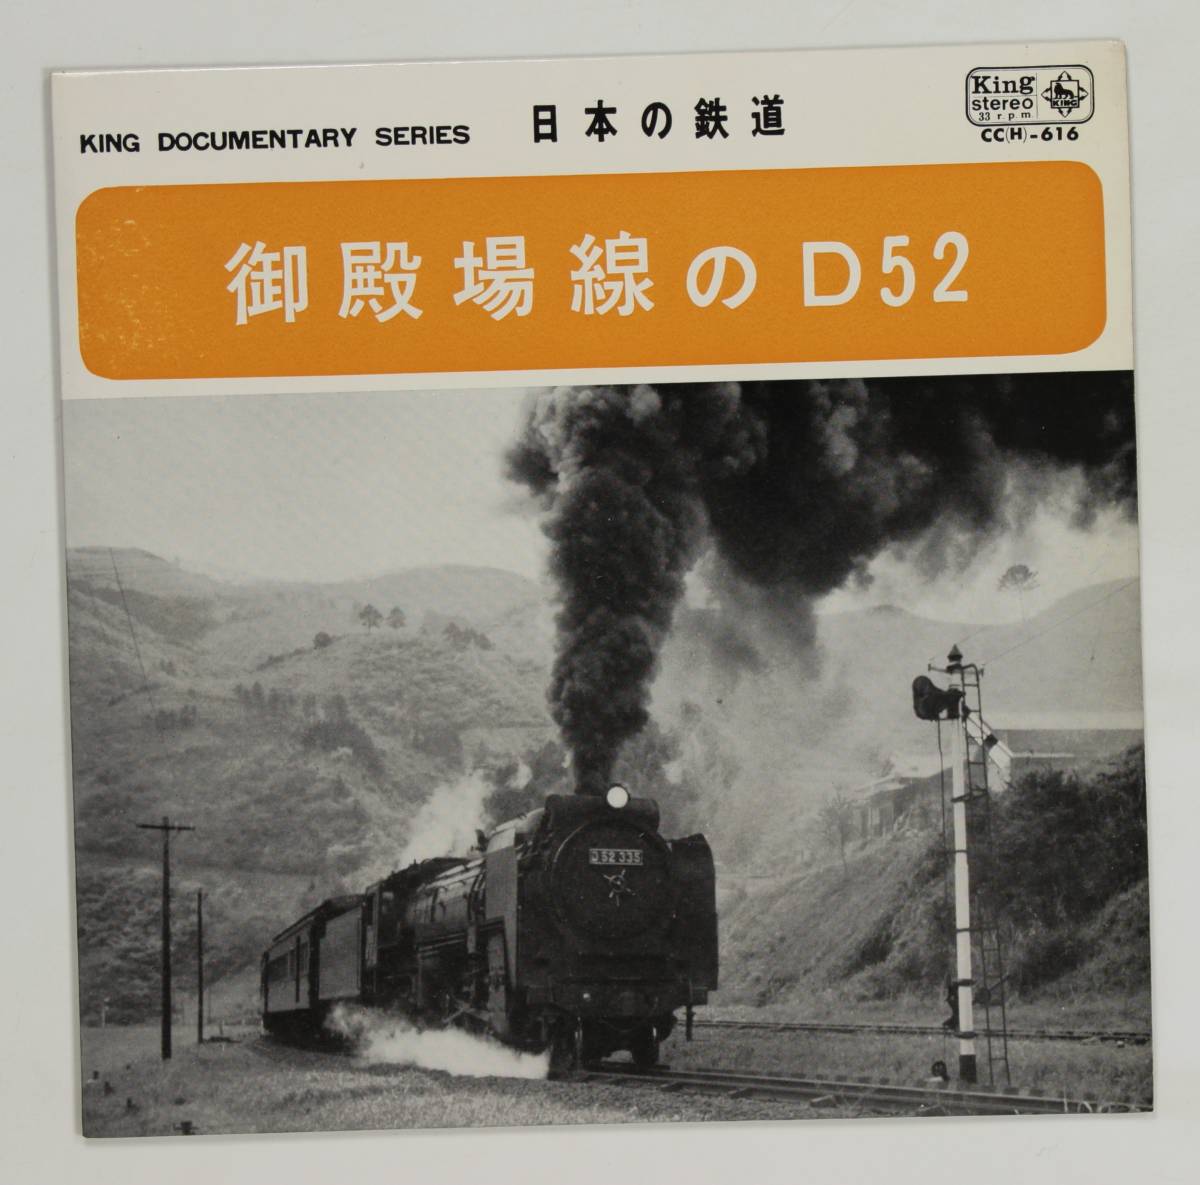 KING DOCUMENTARY SERIES 日本の鉄道
King
stereo
33 r.p.m.
KING
CC(H)-616
御殿場線のD52
D52 335